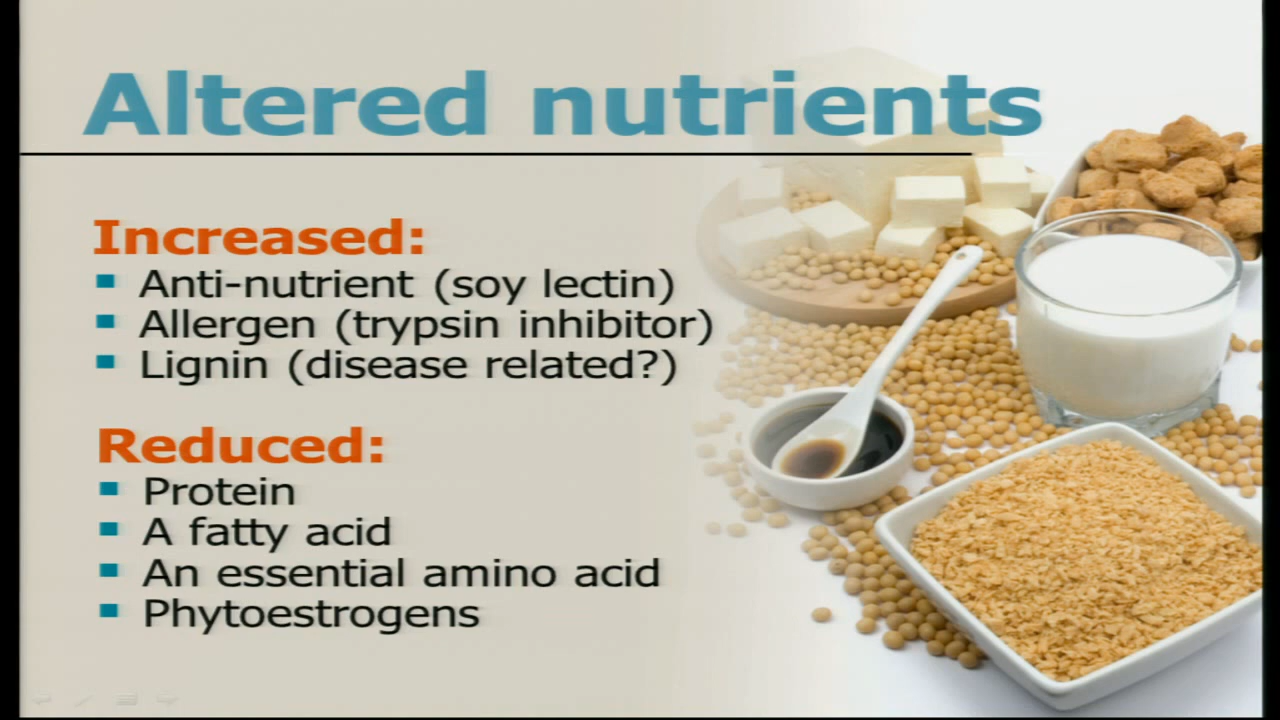 Altered nutrients
Increased:
Anti-nutrient (soy lectin)
Allergen (trypsin inhibitor)
Lignin (disease related?)
Reduced:
Protein
A fatty acid
An essential amino acid
Phytoestrogens